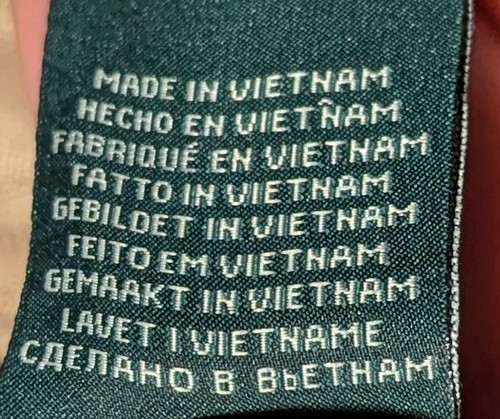 MADE IN VIETNAM
HECHO EN VIETÑAM
FABRIQUÉ EN VIETNAM
FATTO IN VIETNAM
GEBILDET IN VIETNAM
FEITO EM VIETNAM
GEMAAKT IN VIETNAM
LAVET I VIETNAME
СДЕЛАНО В ВЬЕТНАМ